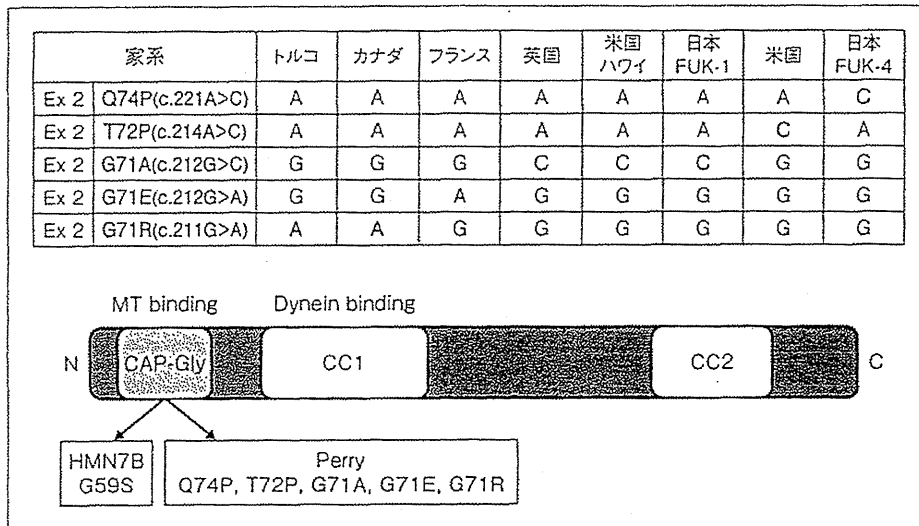 家系 トルコ カナダ フランス 英国 米国 ハワイ 日本 FUK-1 米国 日本 FUK-4
Ex 2 Q74P(c.221A>C) A A A A A A A C
Ex 2 T72P(c.214A>C) A A A A A A C A
Ex 2 G71A(c.212G>C) G G G C C C G G
Ex 2 G71E(c.212G>A) G G A G G G G G
Ex 2 G71R(c.211G>A) A A G G G G G G
MT binding Dynein binding
N CAP-Gly CC1 CC2 C
HMN7B
G59S
Perry
Q74P, T72P, G71A, G71E, G71R